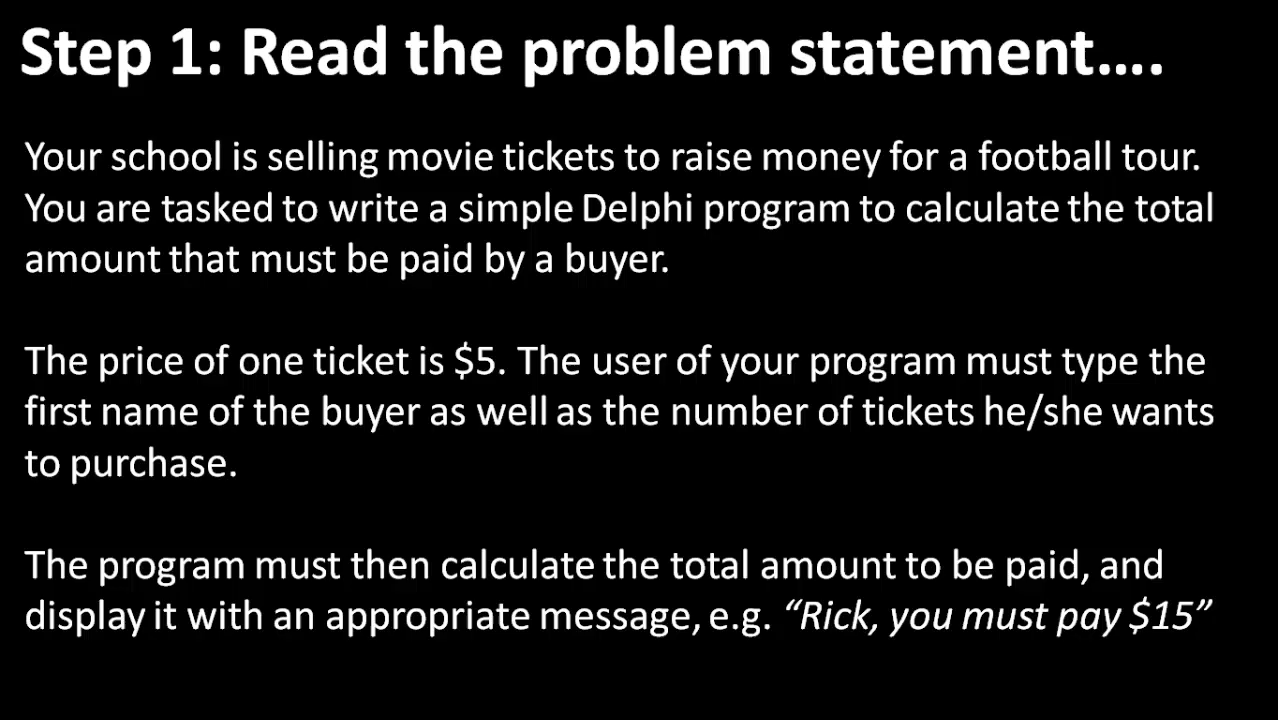 Step 1: Read the problem statement….
Your school is selling movie tickets to raise money for a football tour.
You are tasked to write a simple Delphi program to calculate the total
amount that must be paid by a buyer.
The price of one ticket is $5. The user of your program must type the
first name of the buyer as well as the number of tickets he/she wants
to purchase.
The program must then calculate the total amount to be paid, and
display it with an appropriate message, e.g. “Rick, you must pay $15”